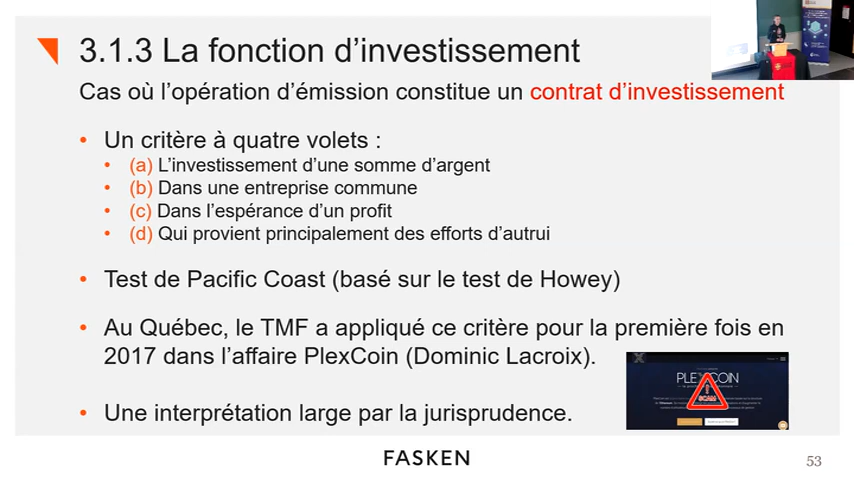 3.1.3 La fonction d’investissement
Cas où l’opération d’émission constitue un contrat d’investissement
• Un critère à quatre volets :
• (a) L’investissement d’une somme d’argent
• (b) Dans une entreprise commune
• (c) Dans l’espérance d’un profit
• (d) Qui provient principalement des efforts d’autrui
• Test de Pacific Coast (basé sur le test de Howey)
• Au Québec, le TMF a appliqué ce critère pour la première fois en
2017 dans l’affaire PlexCoin (Dominic Lacroix).
SCAM
• Une interprétation large par la jurisprudence.
FASKEN
53